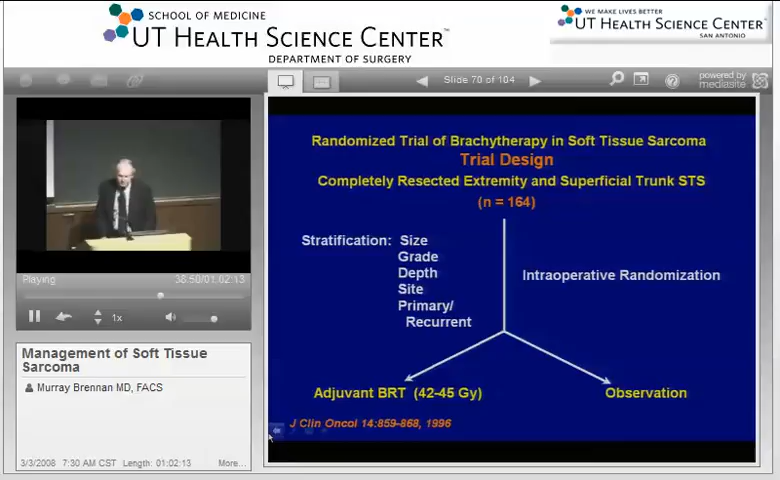 SCHOOL OF MEDICINE
UT HEALTH SCIENCE CENTER™
DEPARTMENT OF SURGERY
WE MAKE LIVES BETTER
UT HEALTH SCIENCE CENTER™
SAN ANTONIO
Slide 70 of 104
powered by
mediasite
Playing
38:50/01:02:13
1x
Management of Soft Tissue
Sarcoma
Murray Brennan MD, FACS
3/3/2008 7:30 AM CST Length: 01:02:13 More...
Randomized Trial of Brachytherapy in Soft Tissue Sarcoma
Trial Design
Completely Resected Extremity and Superficial Trunk STS
(n = 164)
Stratification: Size
Grade
Depth
Site
Primary/
Recurrent
Intraoperative Randomization
Adjuvant BRT (42-45 Gy)
Observation
J Clin Oncol 14:859-868, 1996